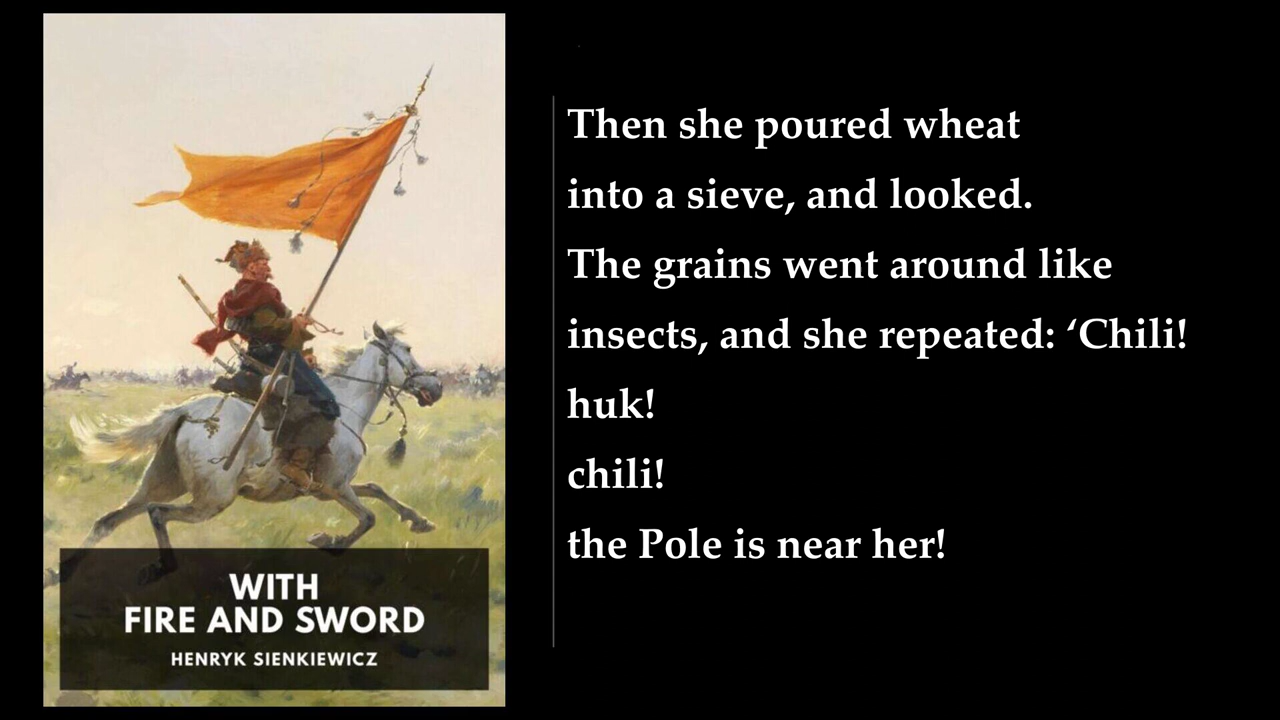 WITH
FIRE AND SWORD
HENRYK SIENKIEWICZ
Then she poured wheat
into a sieve, and looked.
The grains went around like
insects, and she repeated: ‘Chili!
huk!
chili!
the Pole is near her!